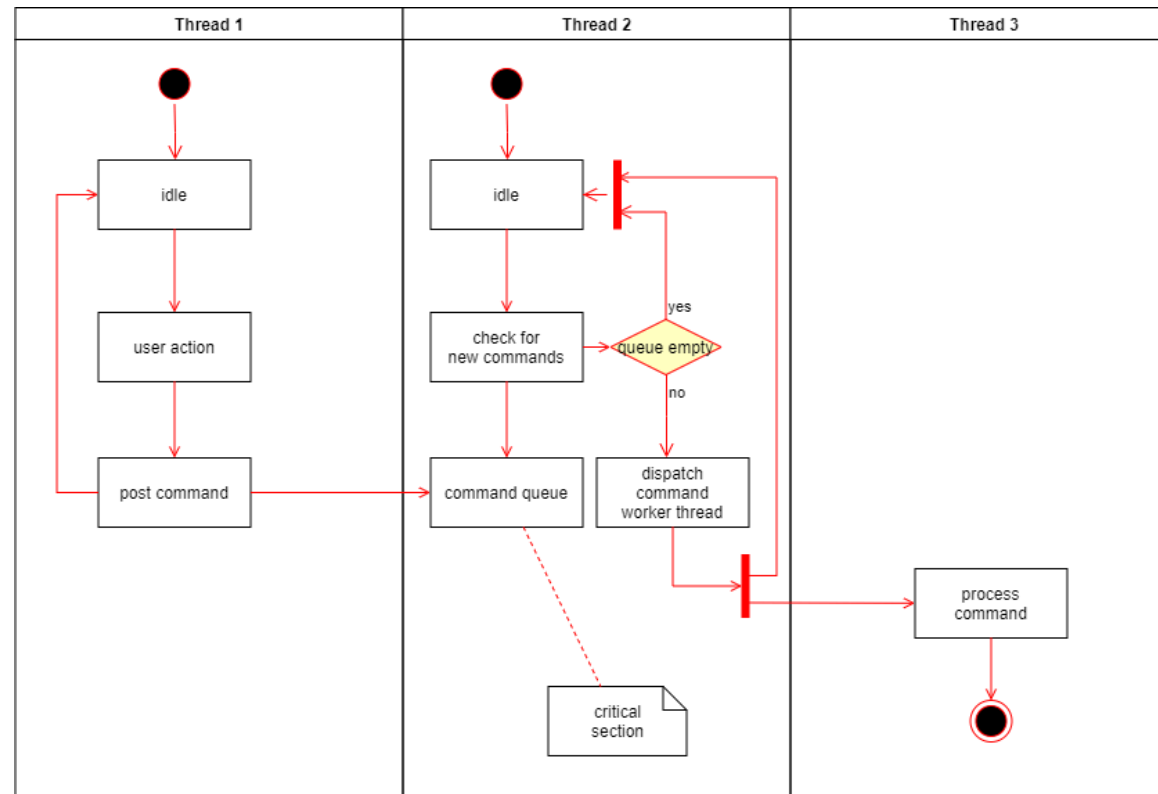 Thread 1
Thread 2
Thread 3
idle
idle
user action
check for
new commands
yes
queue empty
no
post command
command queue
dispatch
command
worker thread
process
command
critical
section